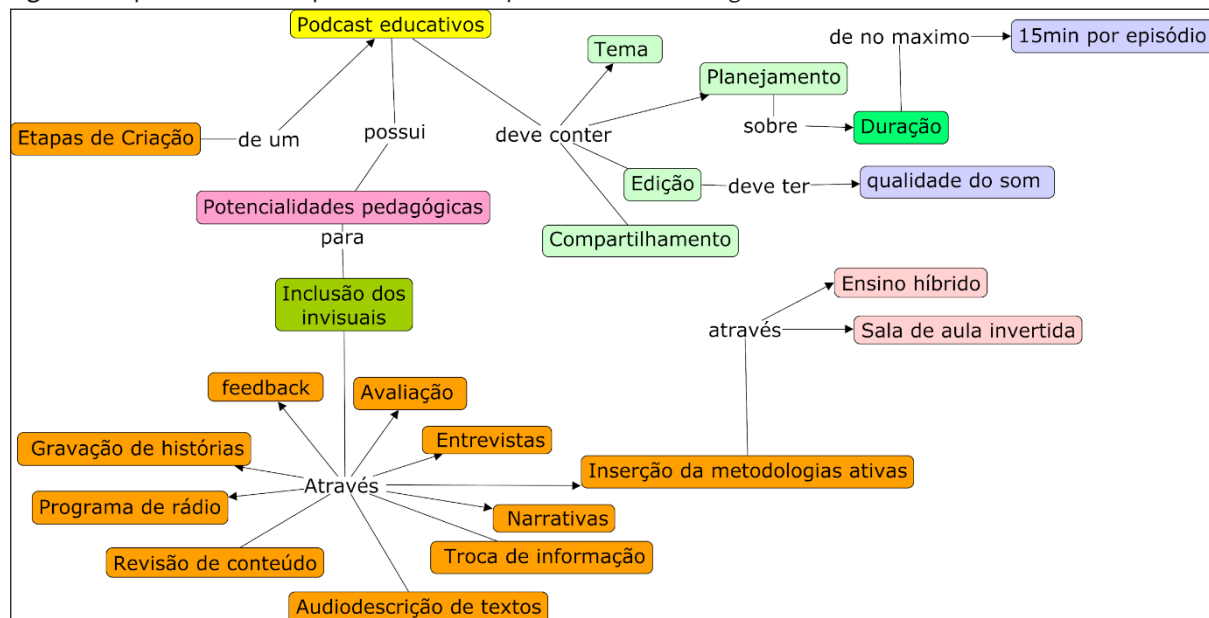 Podcast educativos
Tema
de no maximo
15min por episódio
Planejamento
Etapas de Criação
de um
possui
deve conter
sobre
Duração
Edição
deve ter
qualidade do som
Potencialidades pedagógicas
Compartilhamento
para
Inclusão dos
invisuais
Ensino híbrido
através
Sala de aula invertida
feedback
Avaliação
Gravação de histórias
Entrevistas
Inserção da metodologias ativas
Através
Programa de rádio
Narrativas
Revisão de conteúdo
Troca de informação
Audiodescrição de textos